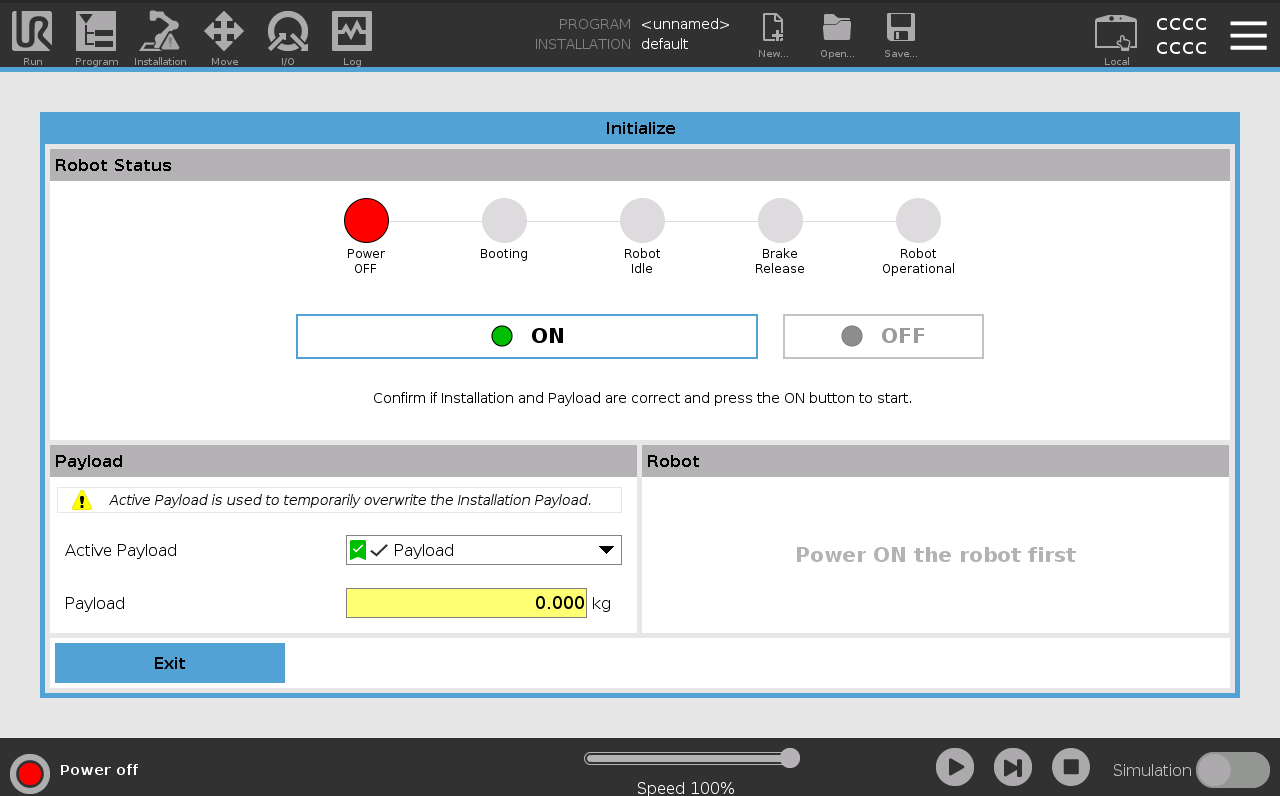 Run
Program
Installation
Move
I/O
Log
PROGRAM <unnamed>
INSTALLATION default
New...
Open...
Save...
Local
CCCC
CCCC
Initialize
Robot Status
Power
OFF
Booting
Robot
Idle
Brake
Release
Robot
Operational
ON
OFF
Confirm if Installation and Payload are correct and press the ON button to start.
Payload
Active Payload is used to temporarily overwrite the Installation Payload.
Active Payload
Payload
Payload
0.000 kg
Robot
Power ON the robot first
Exit
Power off
Speed 100%
Simulation